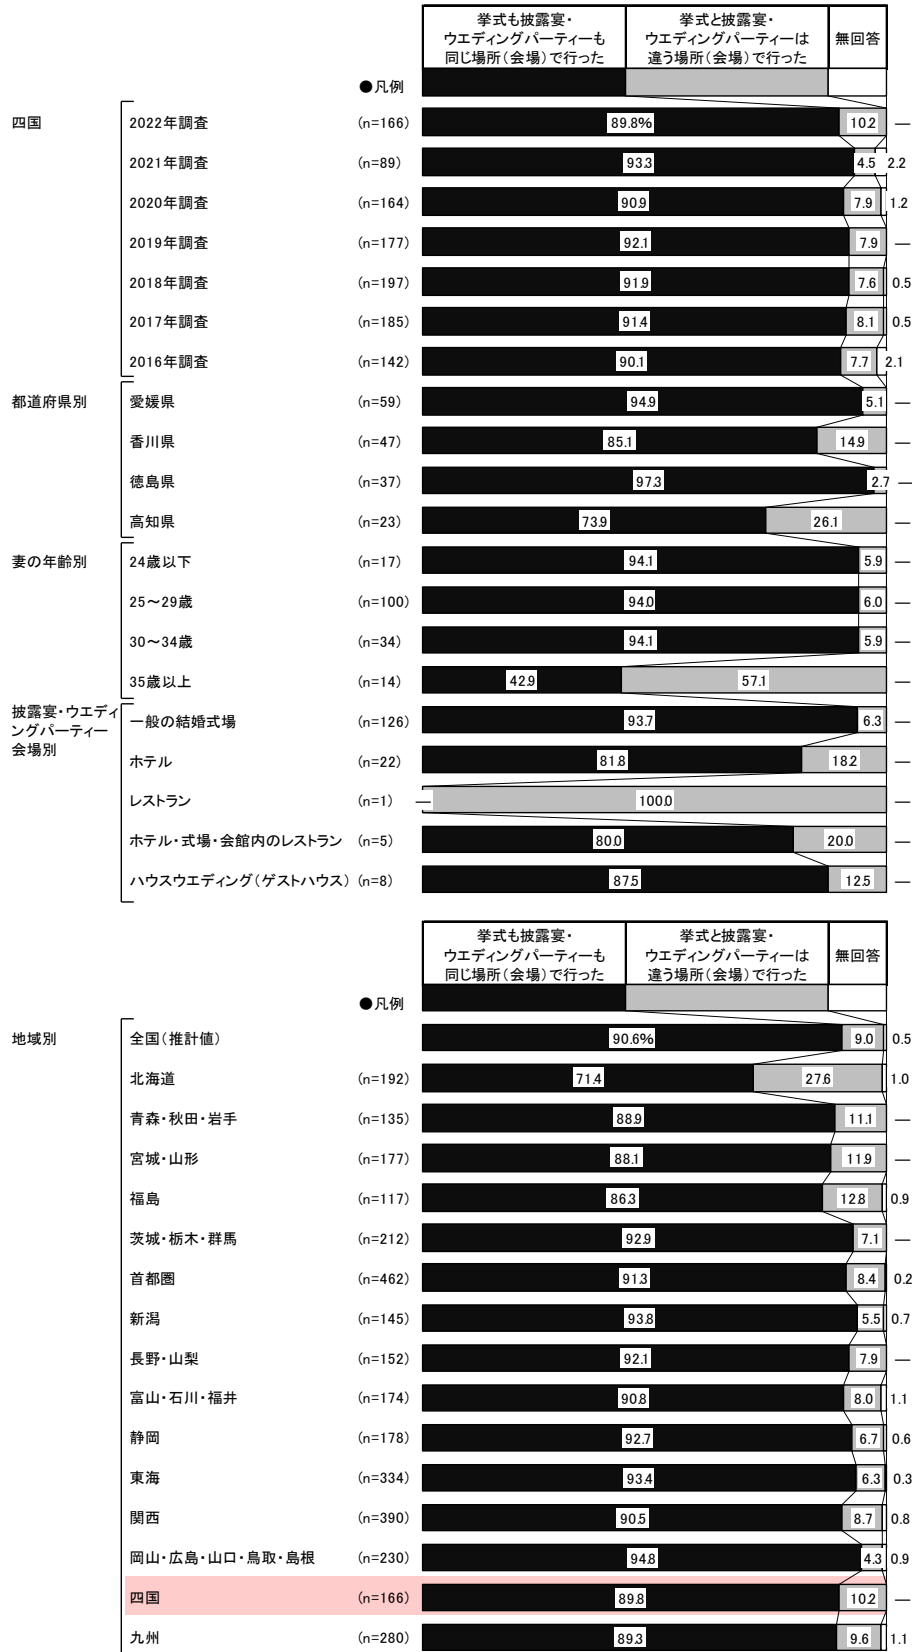 挙式も披露宴・
ウエディングパーティーも
同じ場所(会場)で行った
挙式と披露宴・
ウエディングパーティーは
違う場所(会場)で行った
無回答
●凡例
四国
2022年調査 (n=166) 89.8% 10.2 —
2021年調査 (n=89) 93.3 4.5 2.2
2020年調査 (n=164) 90.9 7.9 1.2
2019年調査 (n=177) 92.1 7.9 —
2018年調査 (n=197) 91.9 7.6 0.5
2017年調査 (n=185) 91.4 8.1 0.5
2016年調査 (n=142) 90.1 7.7 2.1
都道府県別
愛媛県 (n=59) 94.9 5.1 —
香川県 (n=47) 85.1 14.9 —
徳島県 (n=37) 97.3 2.7 —
高知県 (n=23) 73.9 26.1 —
妻の年齢別
24歳以下 (n=17) 94.1 5.9 —
25~29歳 (n=100) 94.0 6.0 —
30~34歳 (n=34) 94.1 5.9 —
35歳以上 (n=14) 42.9 57.1 —
披露宴・ウエディ
ングパーティー
会場別
一般の結婚式場 (n=126) 93.7 6.3 —
ホテル (n=22) 81.8 18.2 —
レストラン (n=1) — 100.0 —
ホテル・式場・会館内のレストラン (n=5) 80.0 20.0 —
ハウスウエディング(ゲストハウス) (n=8) 87.5 12.5 —
挙式も披露宴・
ウエディングパーティーも
同じ場所(会場)で行った
挙式と披露宴・
ウエディングパーティーは
違う場所(会場)で行った
無回答
●凡例
地域別
全国(推計値) 90.6% 9.0 0.5
北海道 (n=192) 71.4 27.6 1.0
青森・秋田・岩手 (n=135) 88.9 11.1 —
宮城・山形 (n=177) 88.1 11.9 —
福島 (n=117) 86.3 12.8 0.9
茨城・栃木・群馬 (n=212) 92.9 7.1 —
首都圏 (n=462) 91.3 8.4 0.2
新潟 (n=145) 93.8 5.5 0.7
長野・山梨 (n=152) 92.1 7.9 —
富山・石川・福井 (n=174) 90.8 8.0 1.1
静岡 (n=178) 92.7 6.7 0.6
東海 (n=334) 93.4 6.3 0.3
関西 (n=390) 90.5 8.7 0.8
岡山・広島・山口・鳥取・島根 (n=230) 94.8 4.3 0.9
四国 (n=166) 89.8 10.2 —
九州 (n=280) 89.3 9.6 1.1